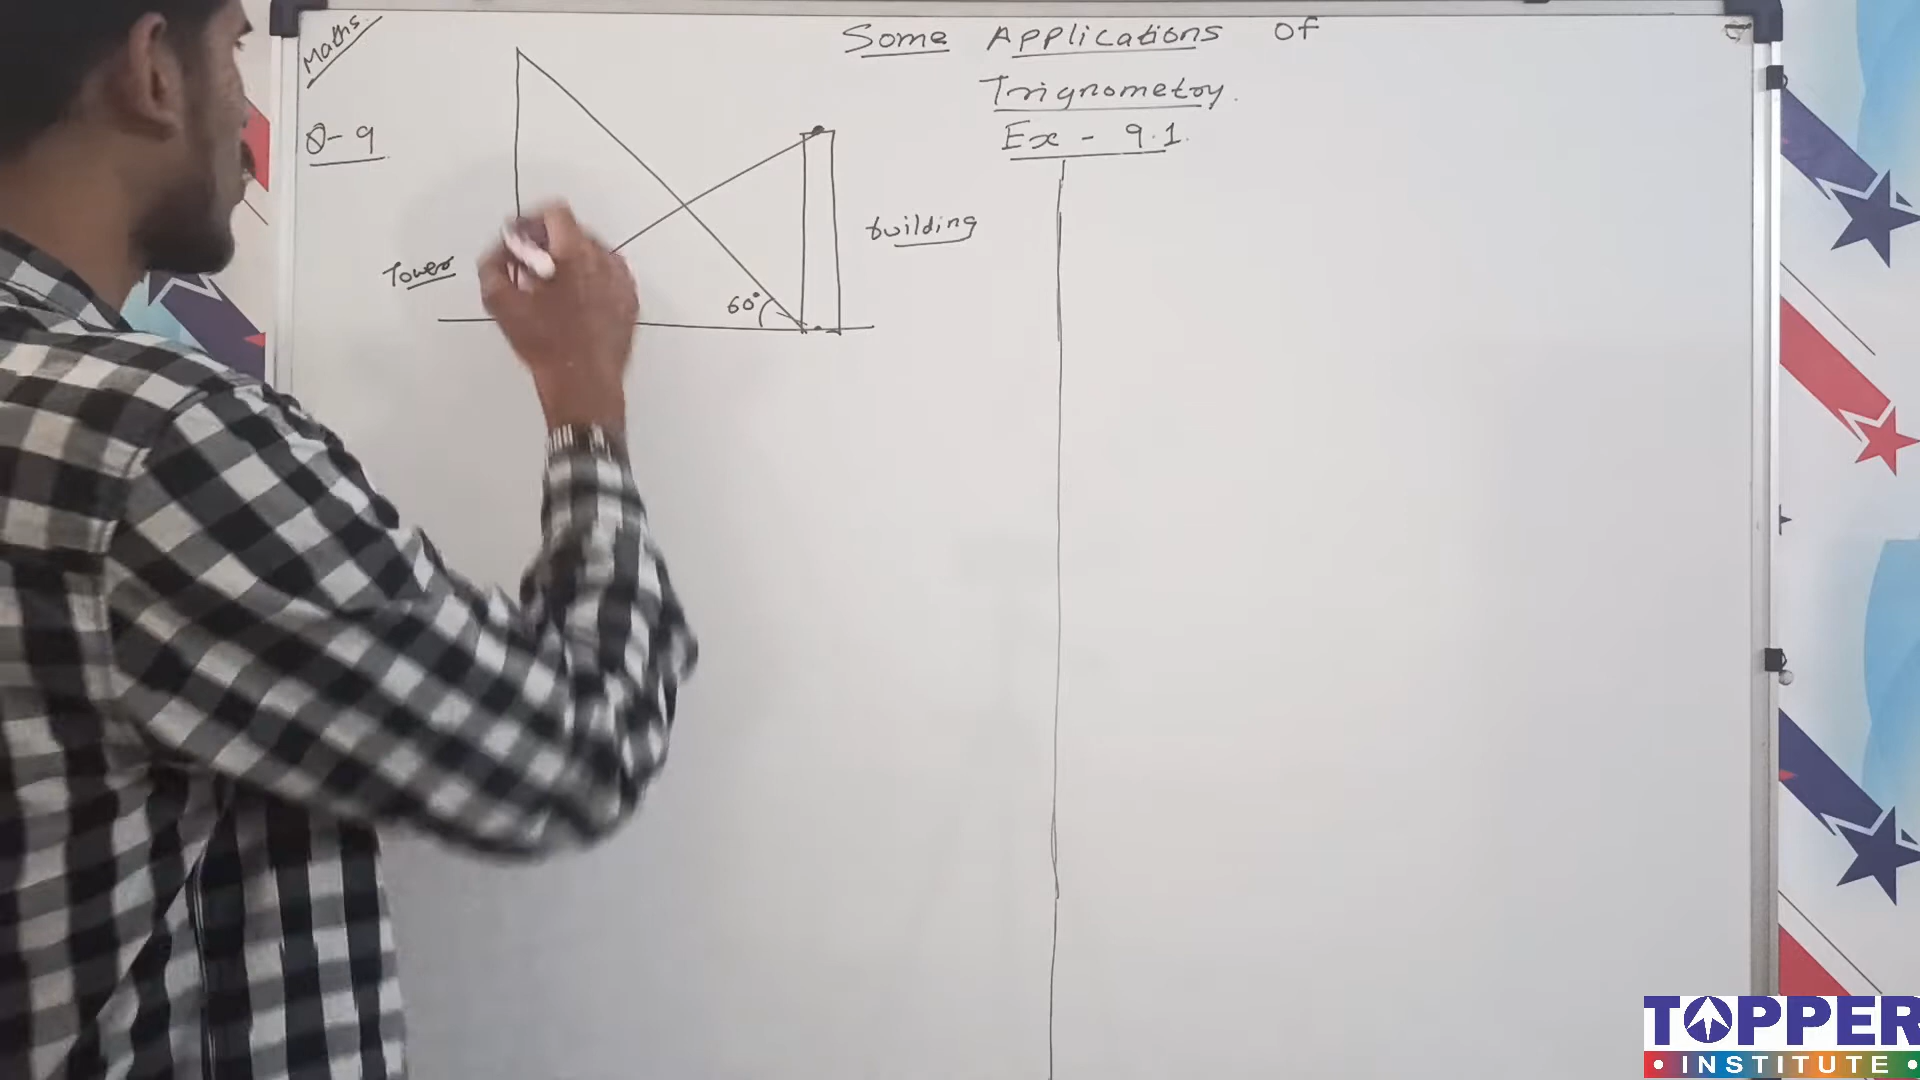 Maths
Some Applications Of
Trignometry.
Ex - 9.1.
Q- 9
building
Tower
60°
TOPPER
INSTITUTE